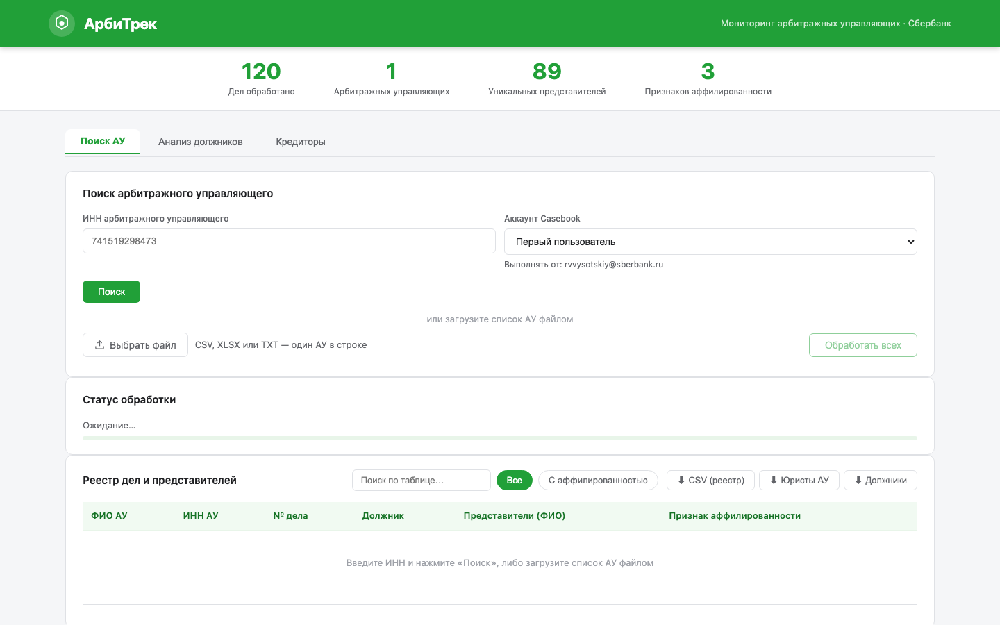 АрбиТрек
Мониторинг арбитражных управляющих · Сбербанк
120
Дел обработано
1
Арбитражных управляющих
89
Уникальных представителей
3
Признаков аффилированности
Поиск АУ
Анализ должников
Кредиторы
Поиск арбитражного управляющего
ИНН арбитражного управляющего
741519298473
Аккаунт Casebook
Первый пользователь
Выполнять от: rvvysotskiy@sberbank.ru
Поиск
или загрузите список АУ файлом
Выбрать файл
CSV, XLSX или TXT — один АУ в строке
Обработать всех
Статус обработки
Ожидание...
Реестр дел и представителей
Поиск по таблице...
Все
С аффилированностью
⬇ CSV (реестр)
⬇ Юристы АУ
⬇ Должники
ФИО АУ
ИНН АУ
№ дела
Должник
Представители (ФИО)
Признак аффилированности
Введите ИНН и нажмите «Поиск», либо загрузите список АУ файлом